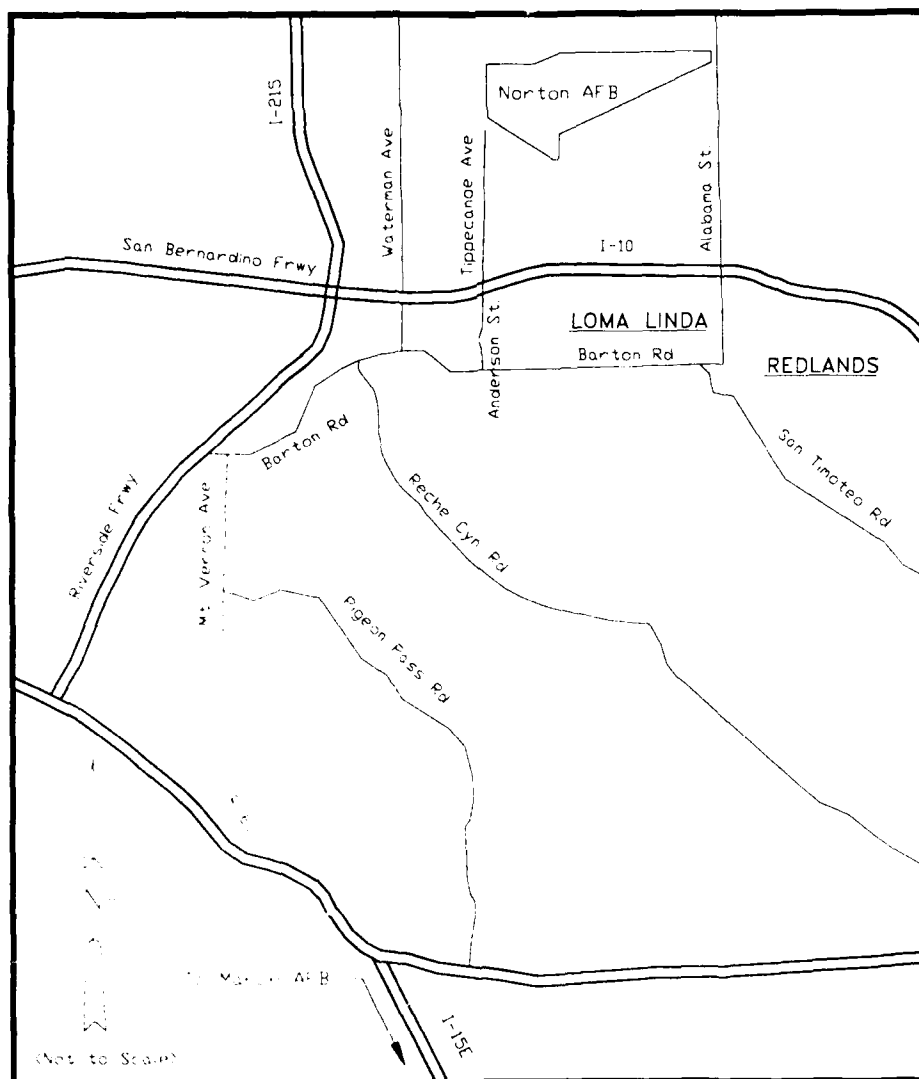 Norton AFB
I-215
Waterman Ave
Tippecanoe Ave
Alabama St.
San Bernardino Frwy
I-10
LOMA LINDA
Anderson St.
Barton Rd
REDLANDS
Barton Rd
San Timoteo Rd
Reche Cyn Rd
Riverside Frwy
Mt Vernon Ave
Pigeon Pass Rd
March AFB
I-15E
(Not to Scale)